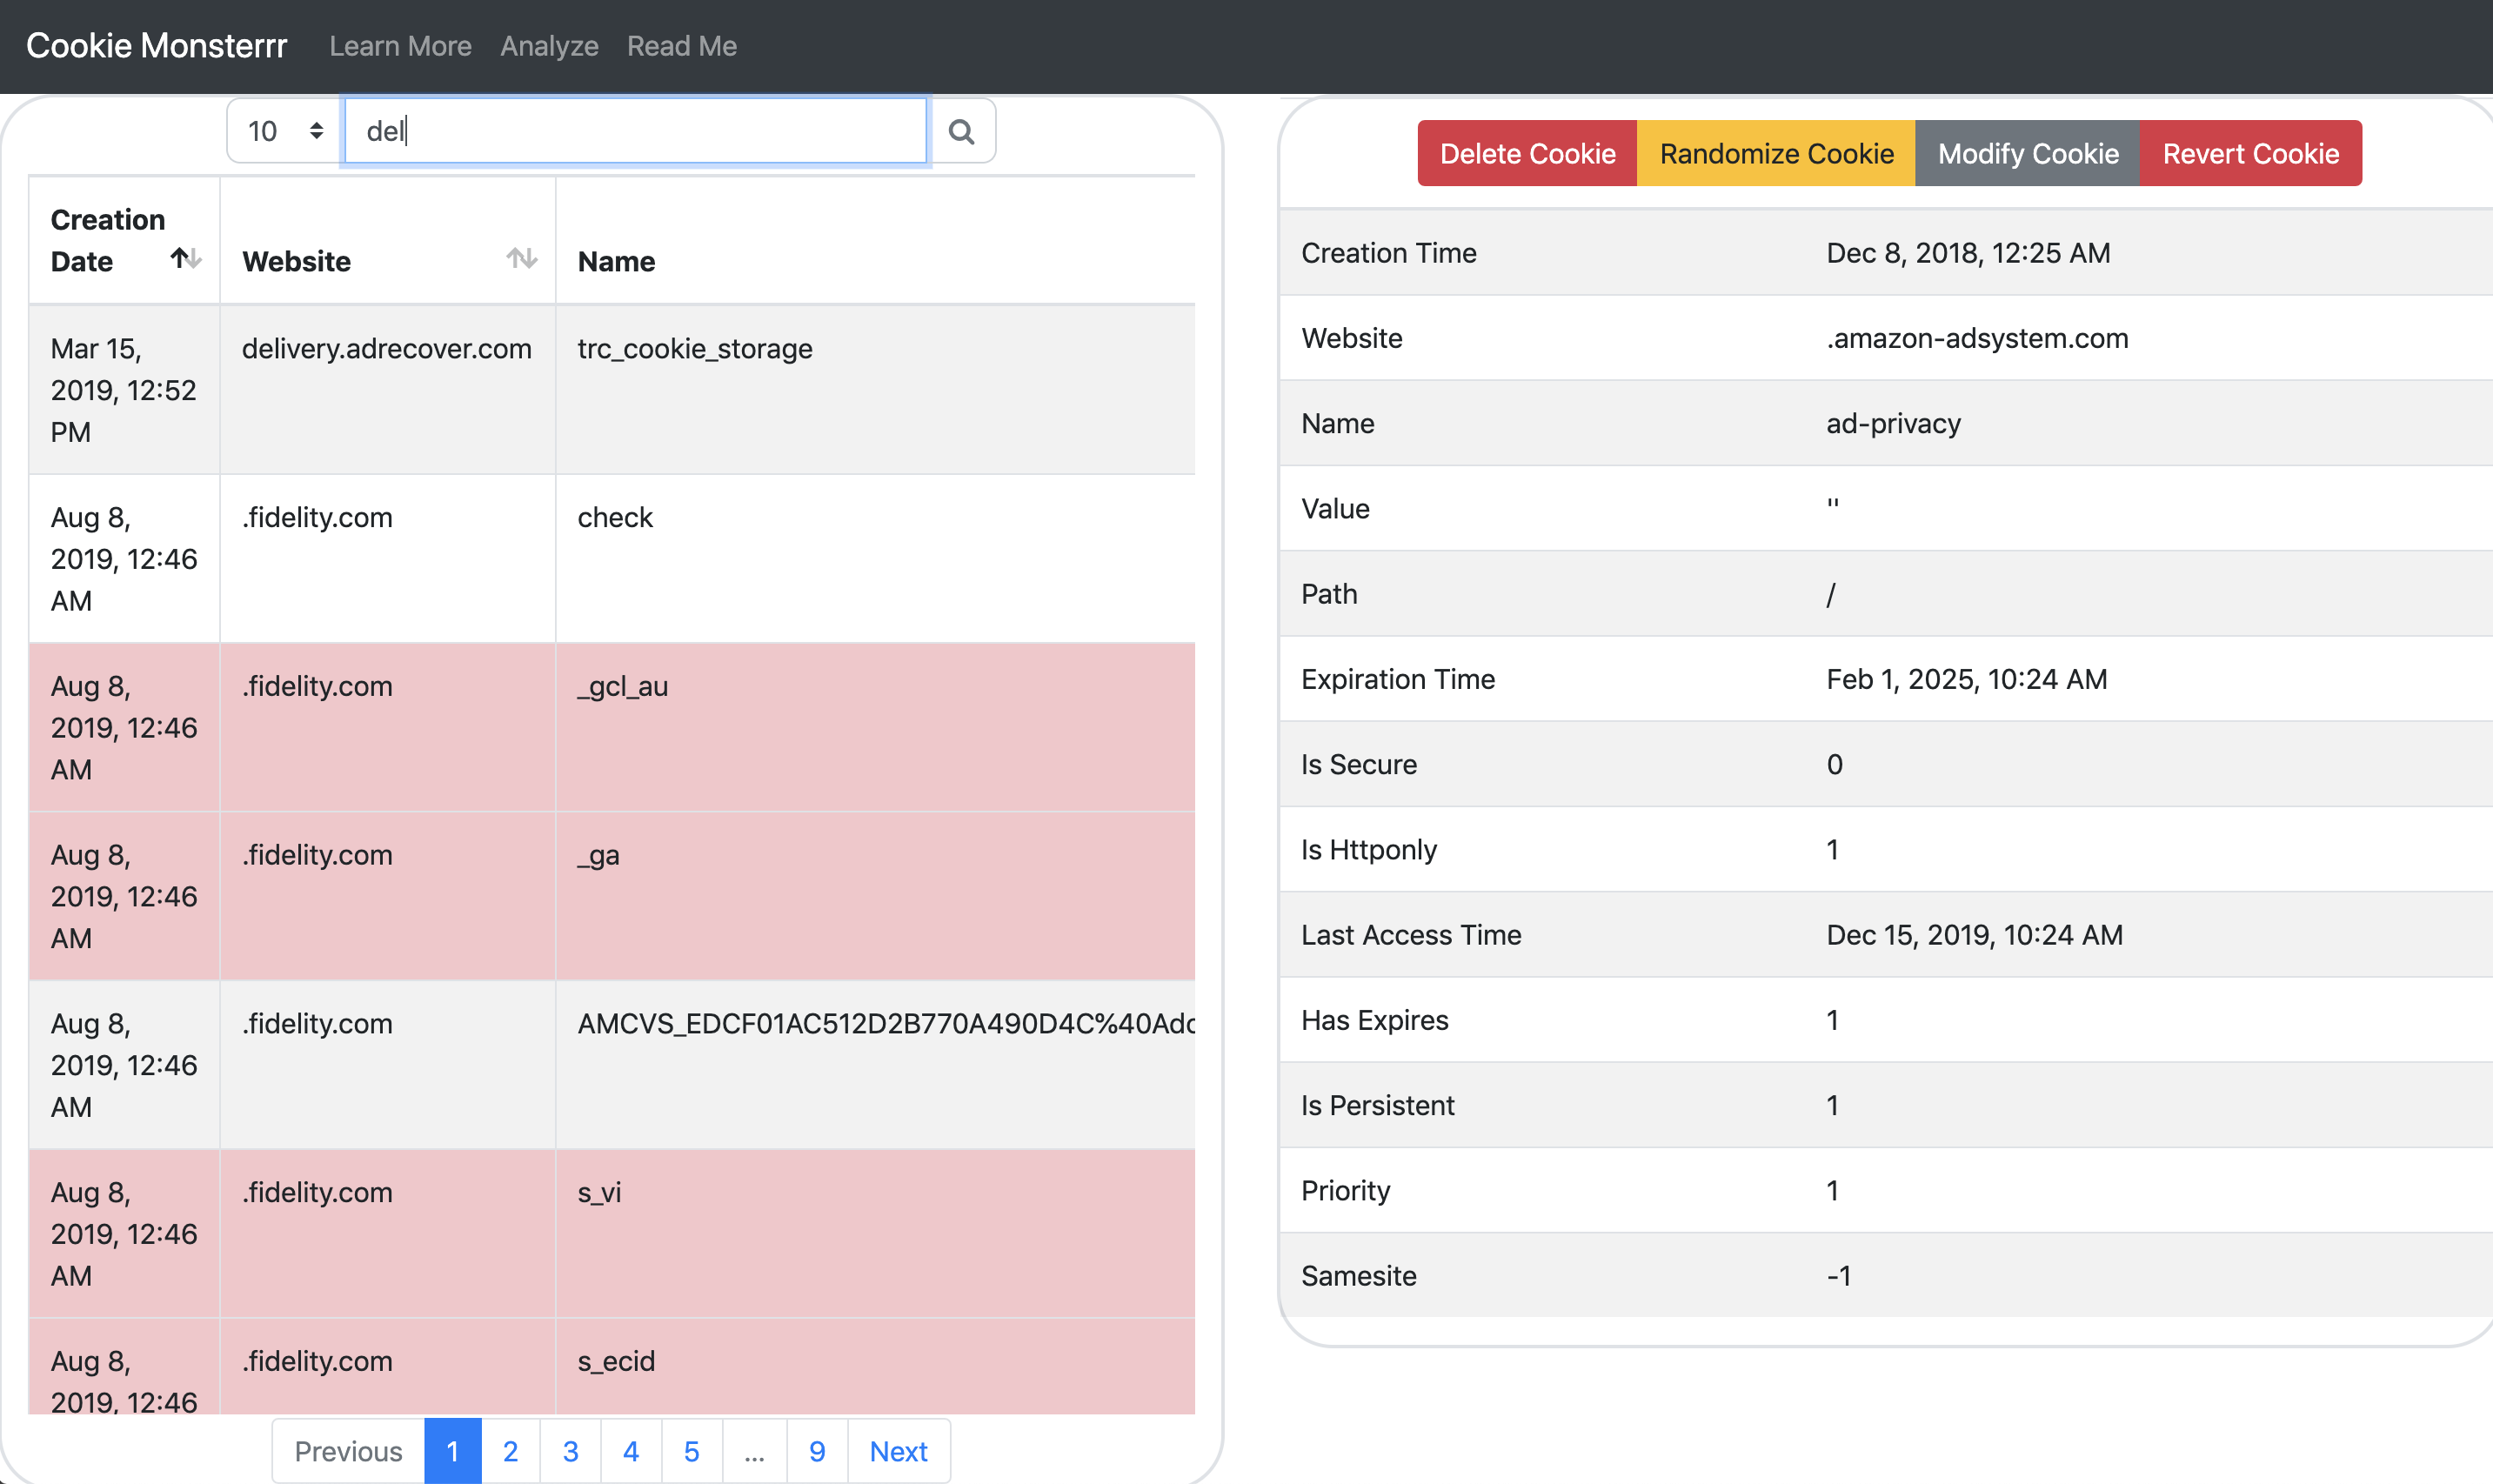 Cookie Monsterrr Learn More Analyze Read Me
10 del
Creation
Date Website Name
Mar 15,
2019, 12:52
PM
delivery.adrecover.com
trc_cookie_storage
Aug 8,
2019, 12:46
AM
.fidelity.com
check
Aug 8,
2019, 12:46
AM
.fidelity.com
_gcl_au
Aug 8,
2019, 12:46
AM
.fidelity.com
_ga
Aug 8,
2019, 12:46
AM
.fidelity.com
AMCVS_EDCF01AC512D2B770A490D4C%40Ado
Aug 8,
2019, 12:46
AM
.fidelity.com
s_vi
Aug 8,
2019, 12:46
.fidelity.com
s_ecid
Previous 1 2 3 4 5 ... 9 Next
Delete Cookie Randomize Cookie Modify Cookie Revert Cookie
Creation Time Dec 8, 2018, 12:25 AM
Website .amazon-adsystem.com
Name ad-privacy
Value ''
Path /
Expiration Time Feb 1, 2025, 10:24 AM
Is Secure 0
Is Httponly 1
Last Access Time Dec 15, 2019, 10:24 AM
Has Expires 1
Is Persistent 1
Priority 1
Samesite -1